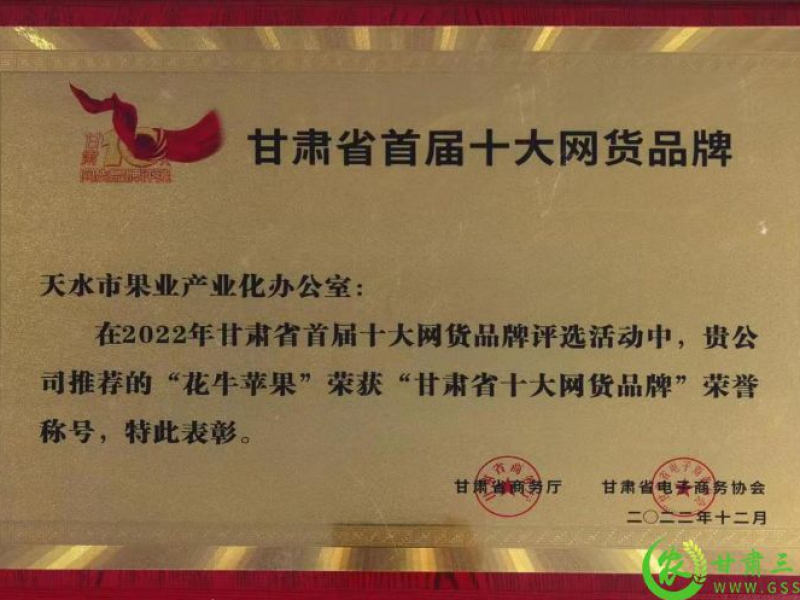 甘肃
10
甘肃省首届十大网货品牌
天水市果业产业化办公室：
在2022年甘肃省首届十大网货品牌评选活动中，贵公
司推荐的“花牛苹果”荣获“甘肃省十大网货品牌”荣誉
称号，特此表彰。
甘肃省商务厅 甘肃省电子商务协会
二〇二二年十二月
农 甘肃三
WWW.GSS